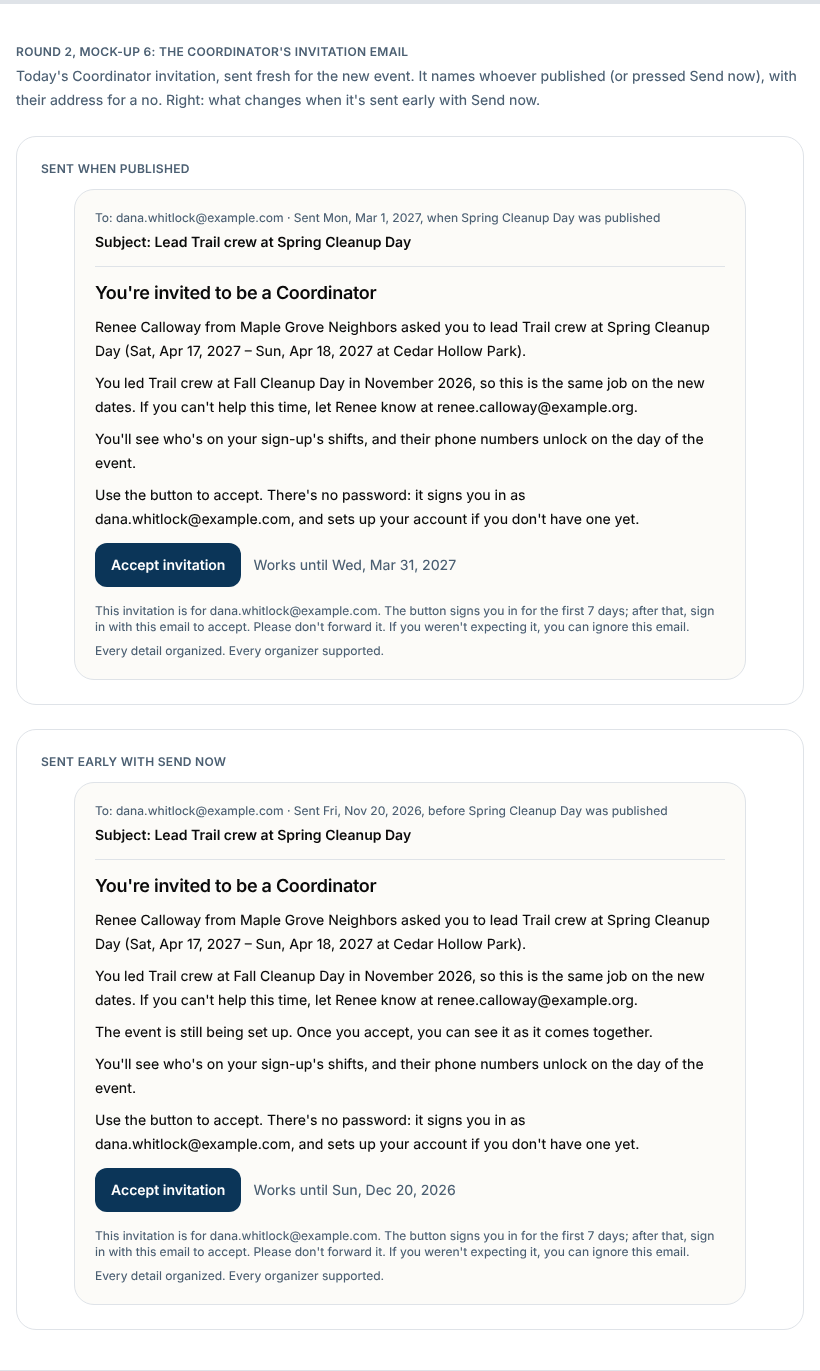 ROUND 2, MOCK-UP 6: THE COORDINATOR'S INVITATION EMAIL
Today's Coordinator invitation, sent fresh for the new event. It names whoever published (or pressed Send now), with
their address for a no. Right: what changes when it's sent early with Send now.
SENT WHEN PUBLISHED
To: dana.whitlock@example.com · Sent Mon, Mar 1, 2027, when Spring Cleanup Day was published
Subject: Lead Trail crew at Spring Cleanup Day
You're invited to be a Coordinator
Renee Calloway from Maple Grove Neighbors asked you to lead Trail crew at Spring Cleanup
Day (Sat, Apr 17, 2027 – Sun, Apr 18, 2027 at Cedar Hollow Park).
You led Trail crew at Fall Cleanup Day in November 2026, so this is the same job on the new
dates. If you can't help this time, let Renee know at renee.calloway@example.org.
You'll see who's on your sign-up's shifts, and their phone numbers unlock on the day of the
event.
Use the button to accept. There's no password: it signs you in as
dana.whitlock@example.com, and sets up your account if you don't have one yet.
Accept invitation Works until Wed, Mar 31, 2027
This invitation is for dana.whitlock@example.com. The button signs you in for the first 7 days; after that, sign
in with this email to accept. Please don't forward it. If you weren't expecting it, you can ignore this email.
Every detail organized. Every organizer supported.
SENT EARLY WITH SEND NOW
To: dana.whitlock@example.com · Sent Fri, Nov 20, 2026, before Spring Cleanup Day was published
Subject: Lead Trail crew at Spring Cleanup Day
You're invited to be a Coordinator
Renee Calloway from Maple Grove Neighbors asked you to lead Trail crew at Spring Cleanup
Day (Sat, Apr 17, 2027 – Sun, Apr 18, 2027 at Cedar Hollow Park).
You led Trail crew at Fall Cleanup Day in November 2026, so this is the same job on the new
dates. If you can't help this time, let Renee know at renee.calloway@example.org.
The event is still being set up. Once you accept, you can see it as it comes together.
You'll see who's on your sign-up's shifts, and their phone numbers unlock on the day of the
event.
Use the button to accept. There's no password: it signs you in as
dana.whitlock@example.com, and sets up your account if you don't have one yet.
Accept invitation Works until Sun, Dec 20, 2026
This invitation is for dana.whitlock@example.com. The button signs you in for the first 7 days; after that, sign
in with this email to accept. Please don't forward it. If you weren't expecting it, you can ignore this email.
Every detail organized. Every organizer supported.